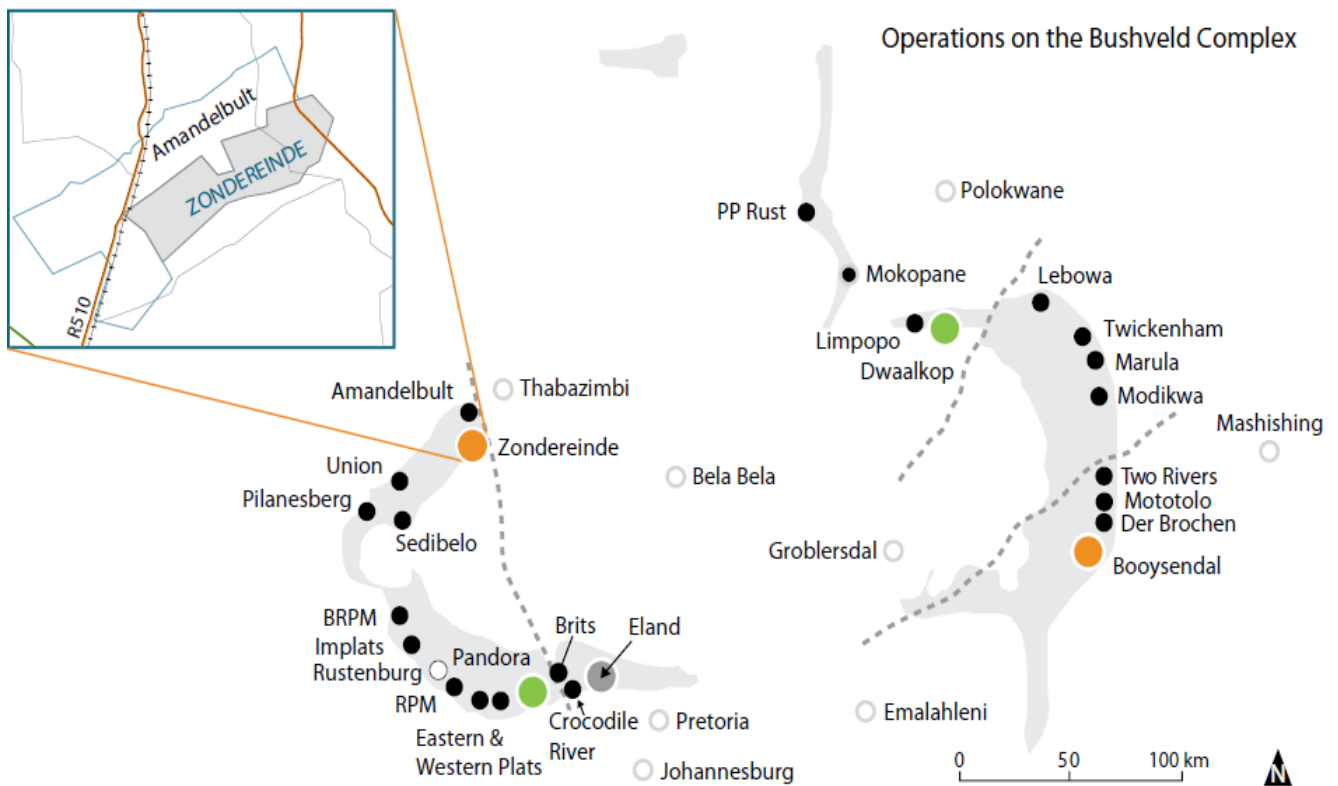 Operations on the Bushveld Complex
Amandelbult
ZONDEREINDE
R510
Polokwane
PP Rust
Mokopane
Lebowa
Limpopo
Dwaalkop
Twickenham
Marula
Modikwa
Mashishing
Amandelbult
Thabazimbi
Zondereinde
Union
Pilanesberg
Sedibelo
Bela Bela
Two Rivers
Mototolo
Der Brochen
Groblersdal
Booysendal
BRPM
Implats
Rustenburg
Pandora
Brits
Eland
RPM
Eastern &
Western Plats
Crocodile
River
Pretoria
Johannesburg
Emalahleni
0 50 100 km
N